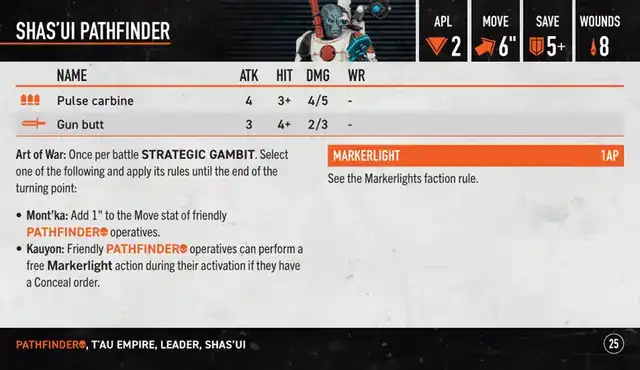 SHAS'UI PATHFINDER
APL MOVE SAVE WOUNDS
2 6" 5+ 8
NAME ATK HIT DMG WR
Pulse carbine 4 3+ 4/5 -
Gun butt 3 4+ 2/3 -
Art of War: Once per battle STRATEGIC GAMBIT. Select
one of the following and apply its rules until the end of the
turning point:
• Mont'ka: Add 1" to the Move stat of friendly
PATHFINDER operatives.
• Kauyon: Friendly PATHFINDER operatives can perform a
free Markerlight action during their activation if they have
a Conceal order.
MARKERLIGHT 1AP
See the Markerlights faction rule.
PATHFINDER, T'AU EMPIRE, LEADER, SHAS'UI
25